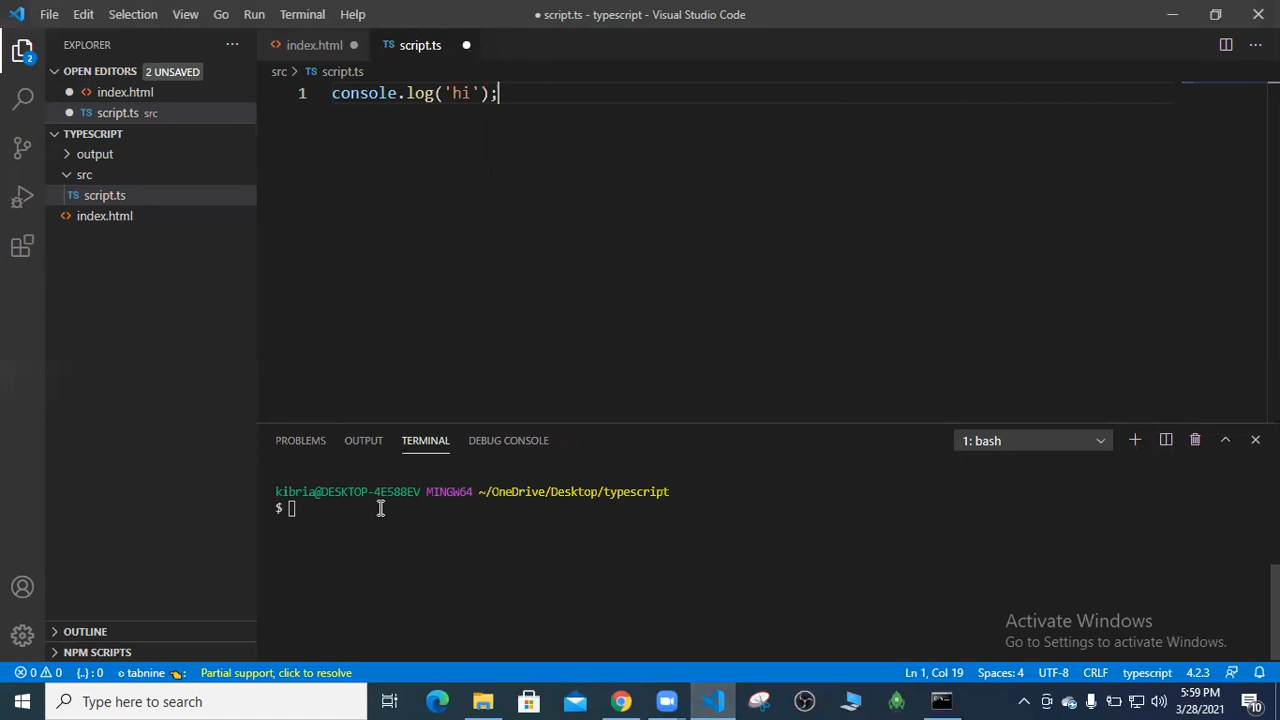 File Edit Selection View Go Run Terminal Help
● script.ts - typescript - Visual Studio Code
EXPLORER
index.html
script.ts
OPEN EDITORS 2 UNSAVED
index.html
script.ts src
TYPESCRIPT
output
src
TS script.ts
index.html
src > TS script.ts
1 console.log('hi');
PROBLEMS OUTPUT TERMINAL DEBUG CONSOLE
1: bash
kibria@DESKTOP-4E588EV MINGW64 ~/OneDrive/Desktop/typescript
$
Activate Windows
Go to Settings to activate Windows.
OUTLINE
NPM SCRIPTS
0 0 {..} : 0 tabnine Partial support, click to resolve
Ln 1, Col 19 Spaces: 4 UTF-8 CRLF typescript 4.2.3
Type here to search
5:59 PM
3/28/2021
10
2